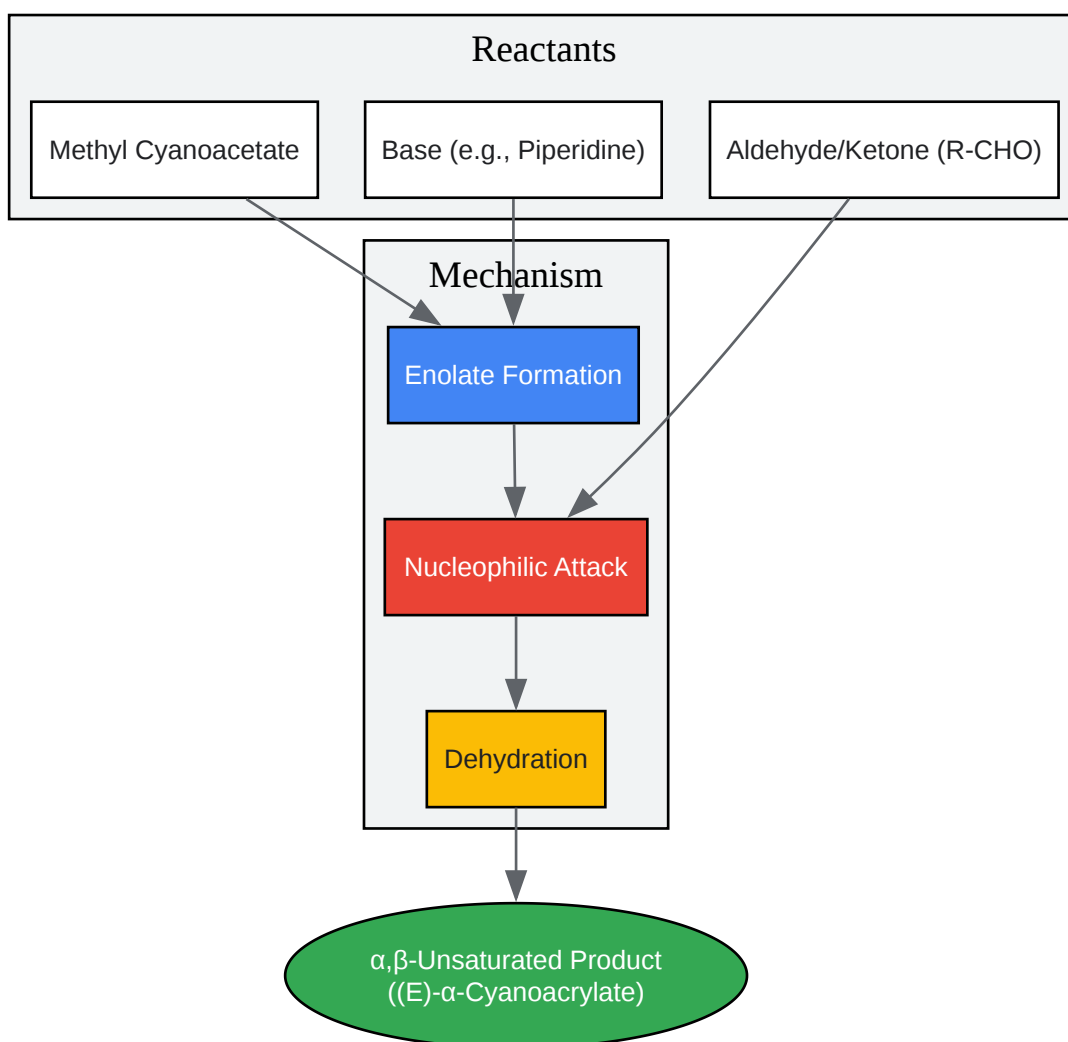 Reactants
Methyl Cyanoacetate
Base (e.g., Piperidine)
Aldehyde/Ketone (R-CHO)
Mechanism
Enolate Formation
Nucleophilic Attack
Dehydration
α,β-Unsaturated Product
((E)-α-Cyanoacrylate)